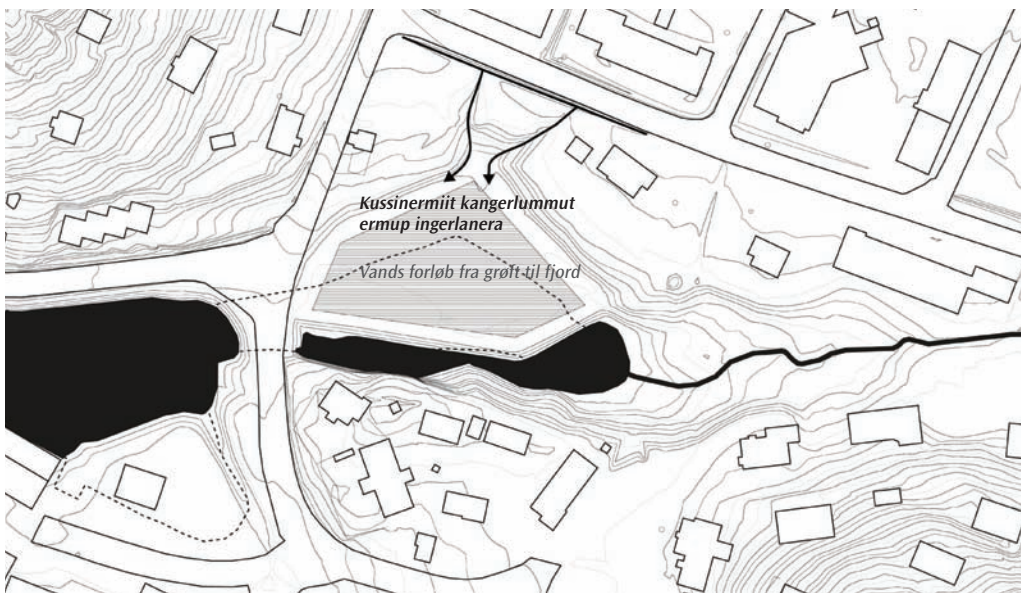 Kussinermiit kangerlummut
ermup ingerlanera
Vands forløb fra grøft til fjord